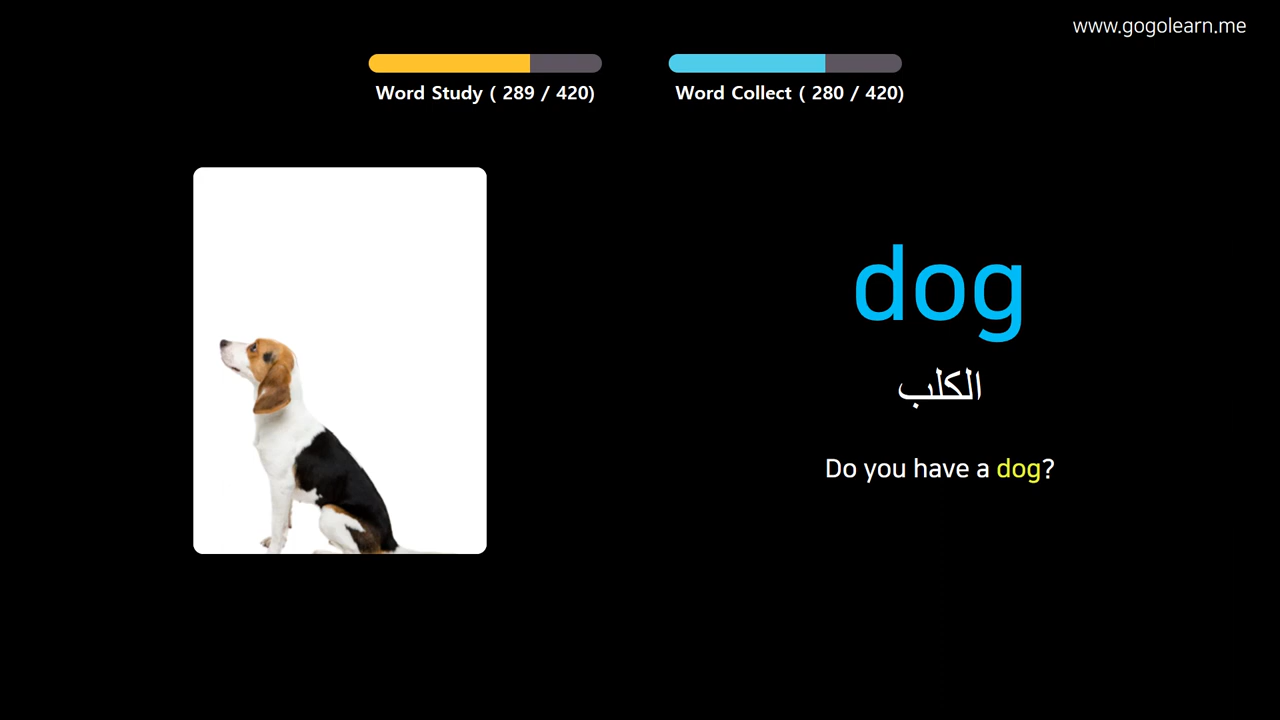 www.gogolearn.me
Word Study ( 289 / 420)
Word Collect ( 280 / 420)
dog
الكلب
Do you have a dog?